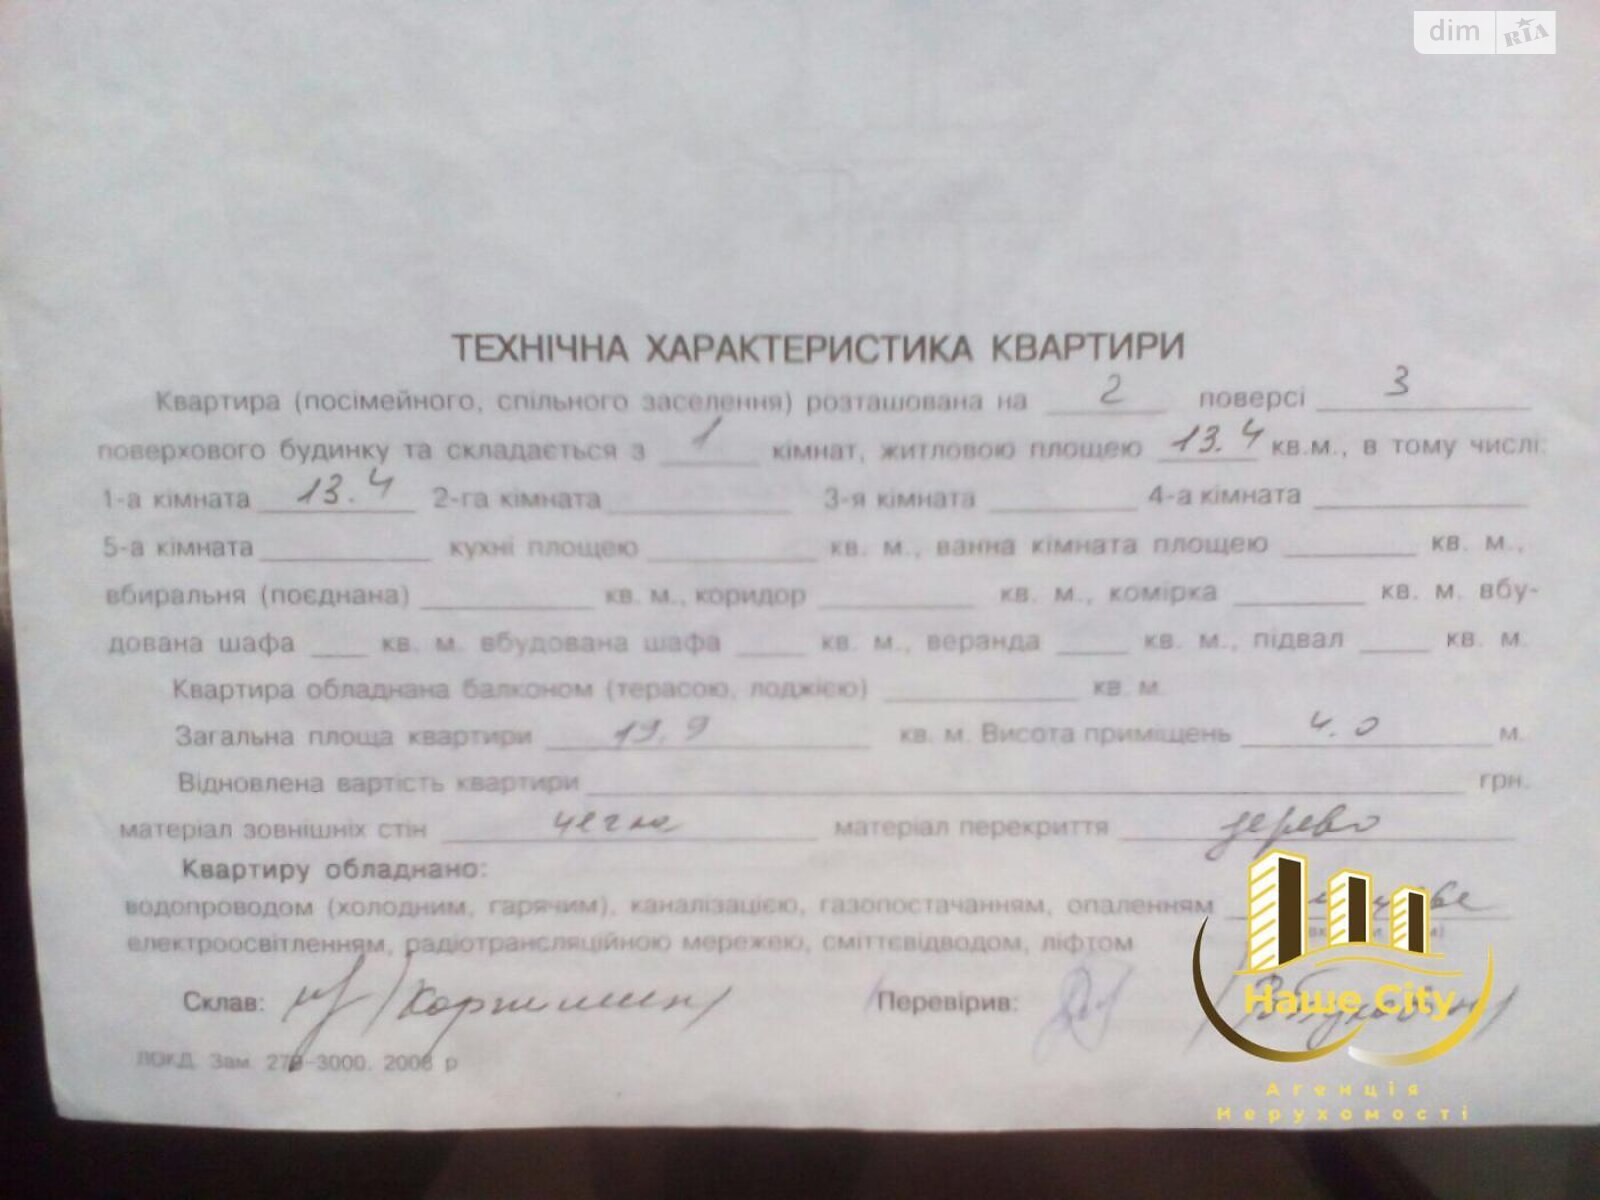 dim RIA
ТЕХНІЧНА ХАРАКТЕРИСТИКА КВАРТИРИ
Квартира (посімейного, спільного заселення) розташована на 2 поверсі 3
поверхового будинку та складається з 1 кімнат, житловою площею 13.4 кв.м., в тому числі:
1-а кімната 13.4 2-га кімната 3-я кімната 4-а кімната
5-а кімната кухні площею кв. м., ванна кімната площею кв. м.,
вбиральня (поєднана) кв. м., коридор кв. м., комірка кв. м. вбу-
дована шафа кв. м. вбудована шафа кв. м., веранда кв. м., підвал кв. м.
Квартира обладнана балконом (терасою, лоджією) кв. м.
Загальна площа квартири 19.9 кв. м. Висота приміщень 4.0 м.
Відновлена вартість квартири грн.
матеріал зовнішніх стін цегла матеріал перекриття дерево
Квартиру обладнано:
водопроводом (холодним, гарячим), каналізацією, газопостачанням, опаленням
електроосвітленням, радіотрансляційною мережею, сміттєвідводом, ліфтом
Склав: Перевірив:
Наше City
Зам. 279-3000. 2008 р
Агенція
Нерухомості